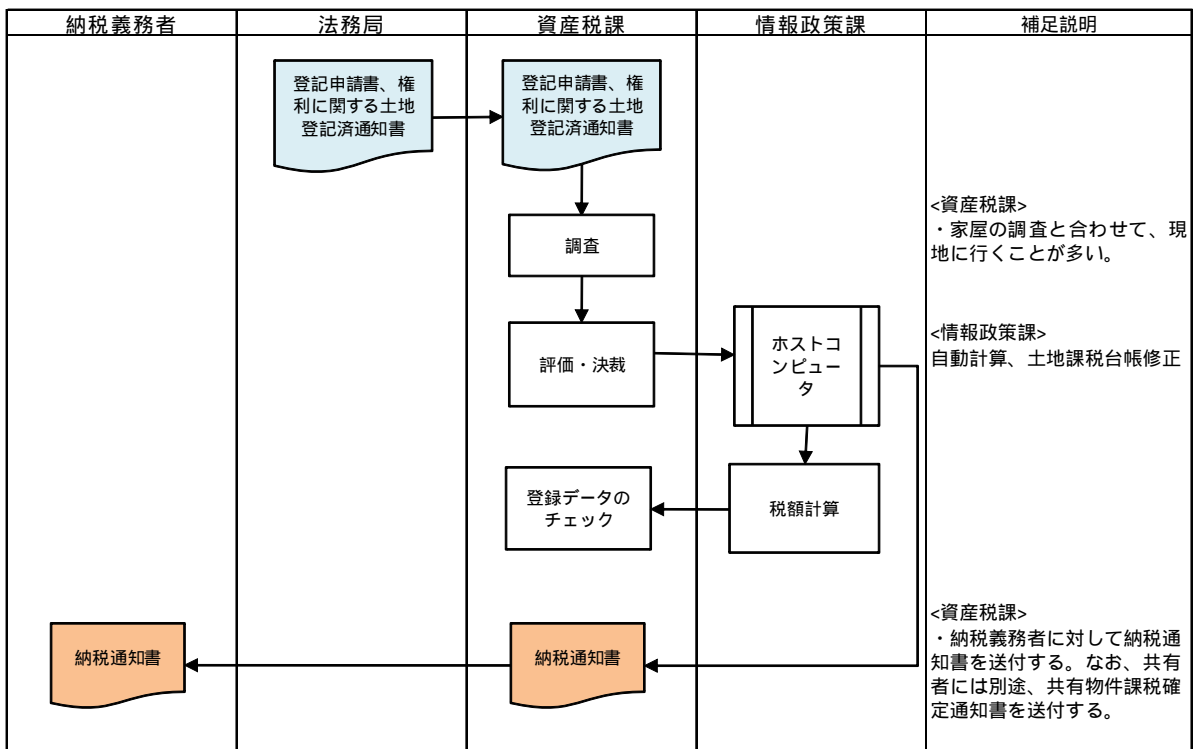 納税義務者
法務局
資産税課
情報政策課
補足説明
登記申請書、権
利に関する土地
登記済通知書
登記申請書、権
利に関する土地
登記済通知書
<資産税課>
・家屋の調査と合わせて、現
地に行くことが多い。
調査
評価・決裁
ホストコ
ンピュー
タ
<情報政策課>
自動計算、土地課税台帳修正
登録データの
チェック
税額計算
<資産税課>
・納税義務者に対して納税通
知書を送付する。なお、共有
者には別途、共有物件課税確
定通知書を送付する。
納税通知書
納税通知書